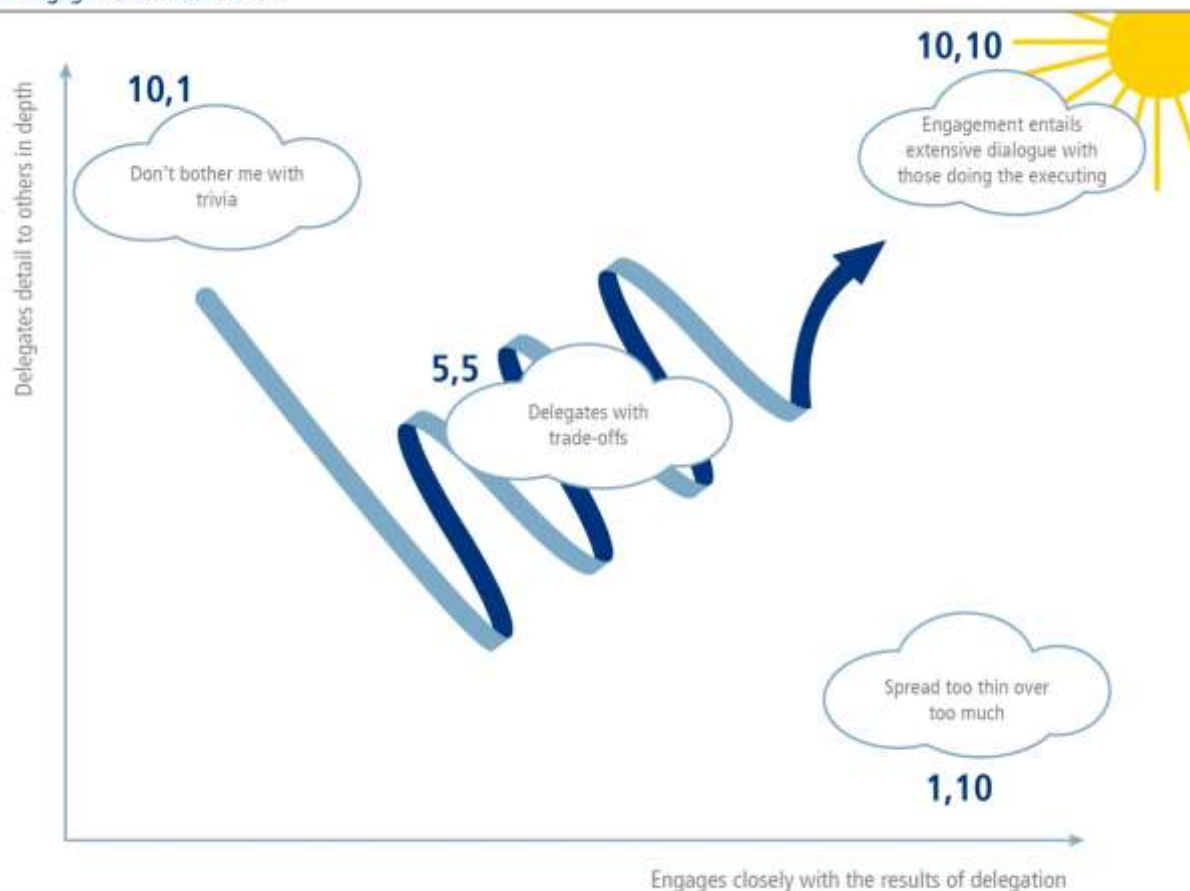 10,1
10,10
Delegates detail to others in depth
Don't bother me with
trivia
Engagement entails
extensive dialogue with
those doing the executing
5,5
Delegates with
trade-offs
Spread too thin over
too much
1,10
Engages closely with the results of delegation